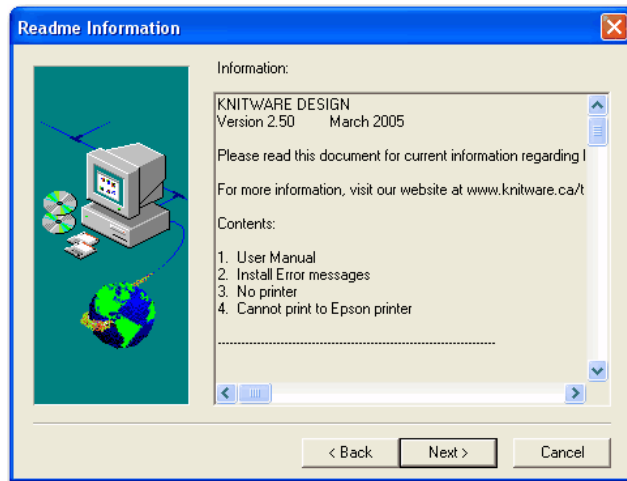 Readme Information
Information:
KNITWARE DESIGN
Version 2.50 March 2005
Please read this document for current information regarding
For more information, visit our website at www.knitware.ca/t
Contents:
1. User Manual
2. Install Error messages
3. No printer
4. Cannot print to Epson printer
----------------------------------------------------------------------
< Back
Next >
Cancel